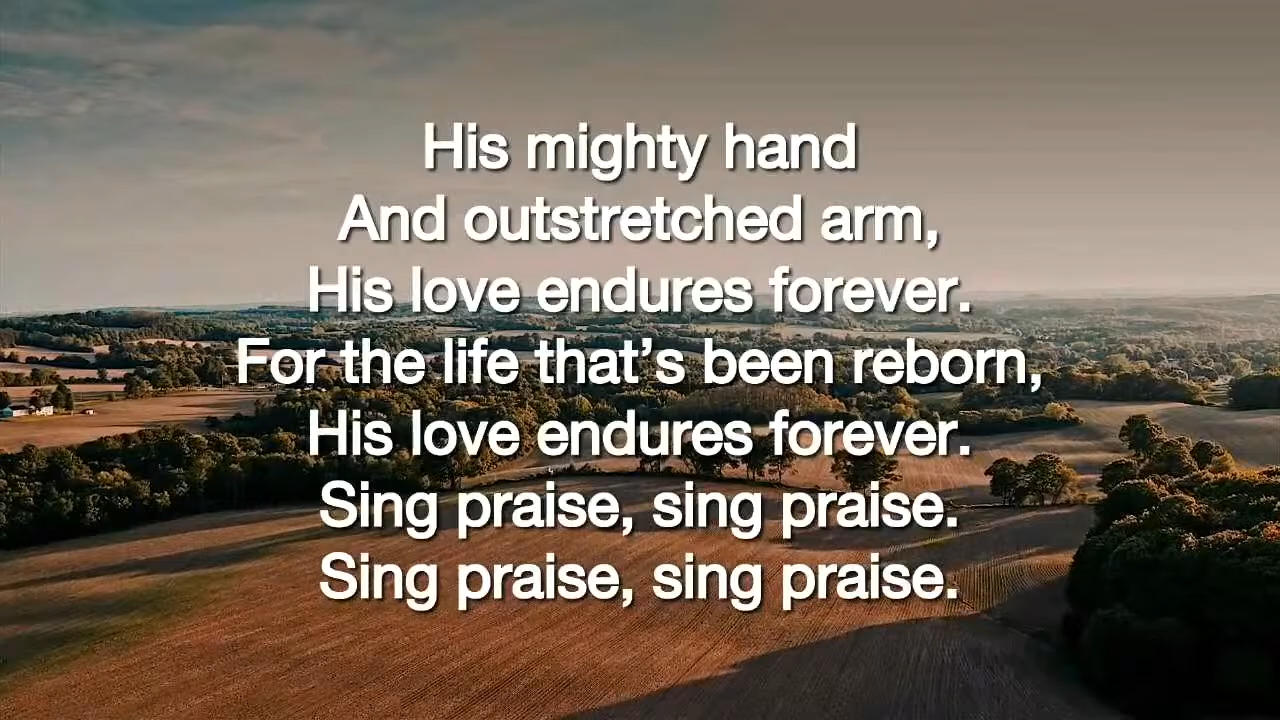 His mighty hand
And outstretched arm,
His love endures forever.
For the life that’s been reborn,
His love endures forever.
Sing praise, sing praise.
Sing praise, sing praise.